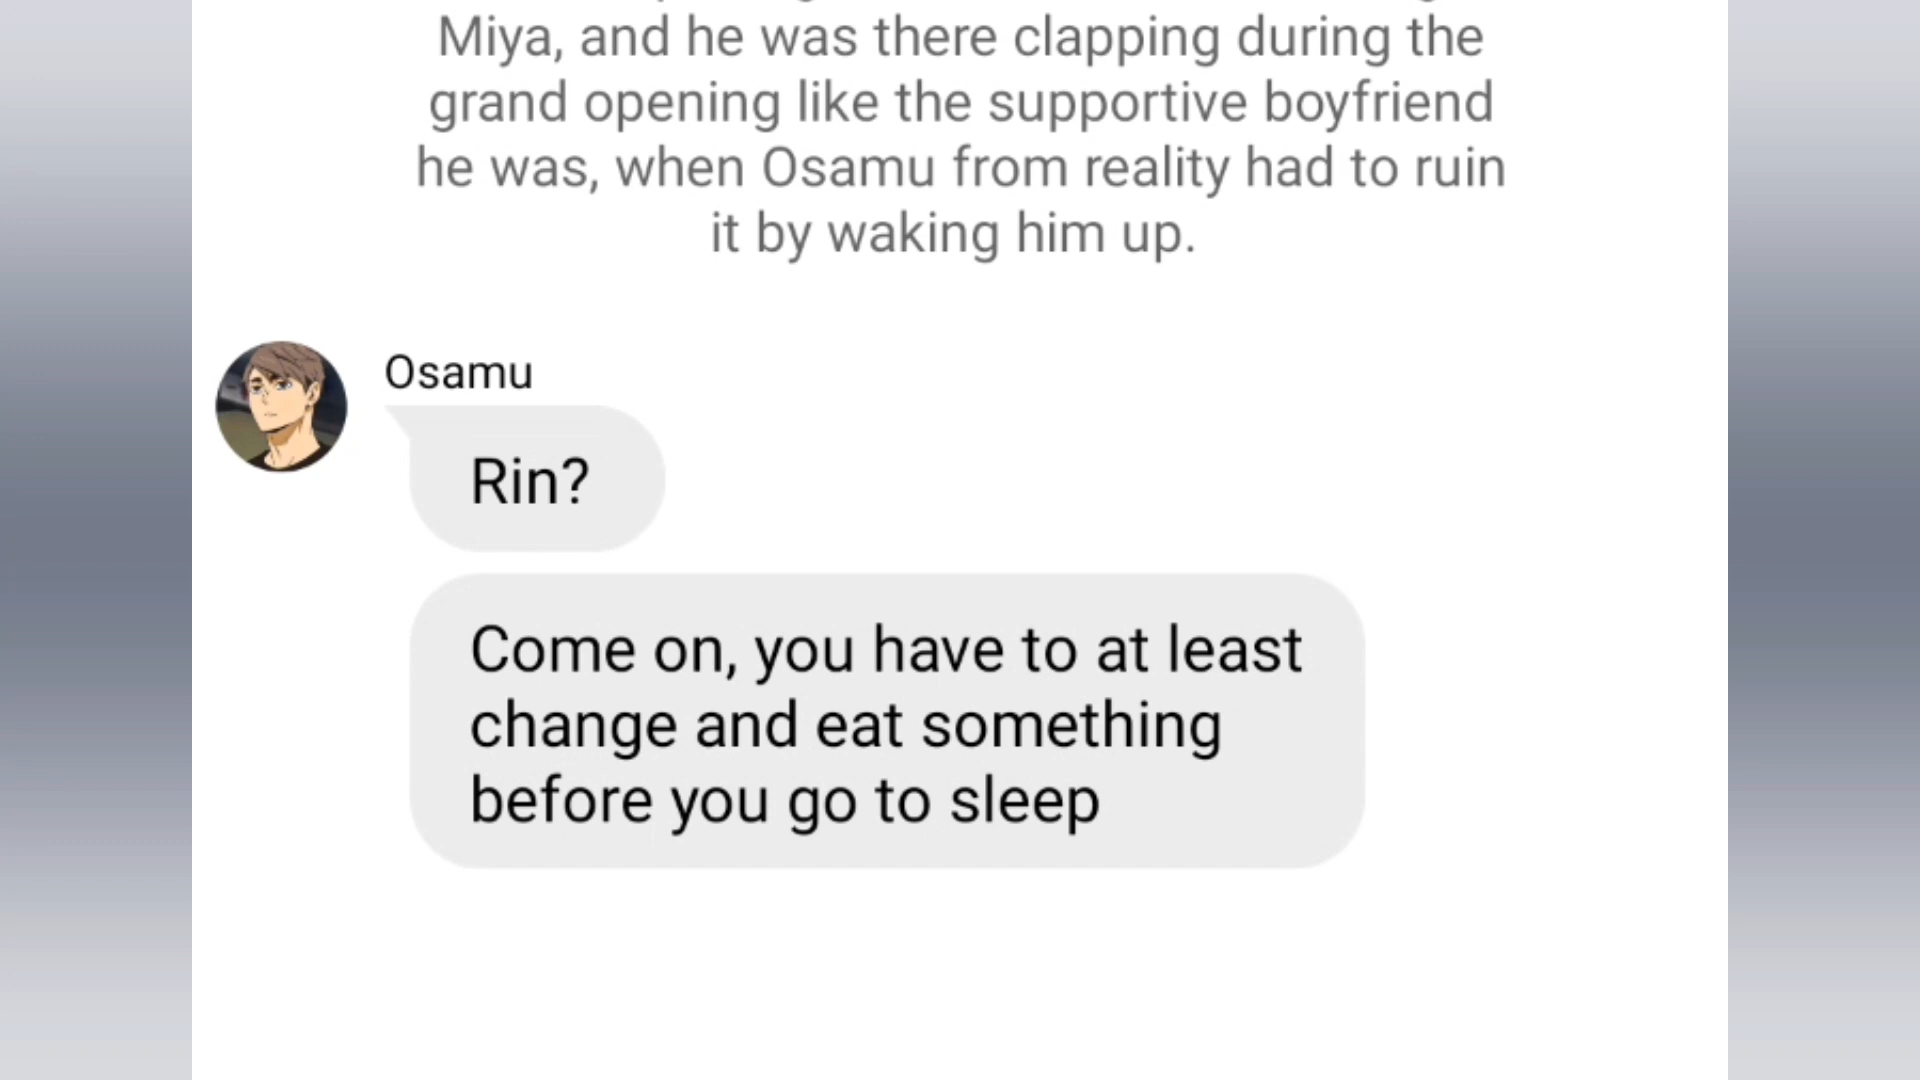 Miya, and he was there clapping during the
grand opening like the supportive boyfriend
he was, when Osamu from reality had to ruin
it by waking him up.
Osamu
Rin?
Come on, you have to at least
change and eat something
before you go to sleep